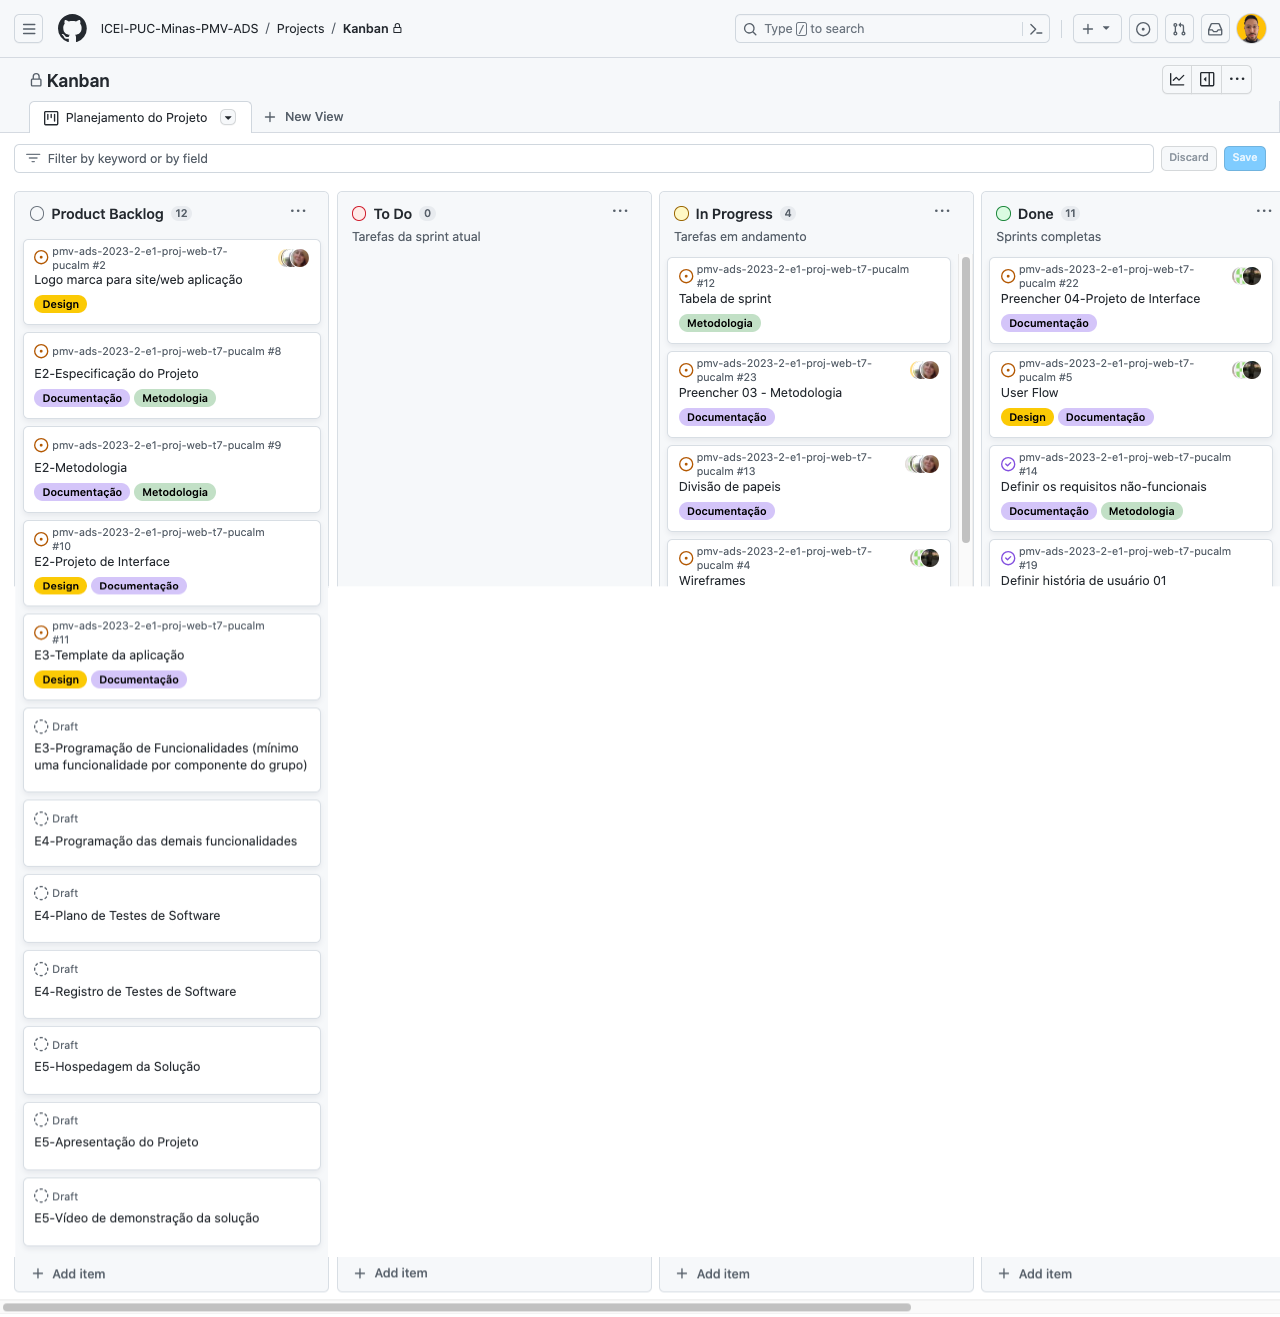 ICEI-PUC-Minas-PMV-ADS / Projects / Kanban
Type / to search
Kanban
Planejamento do Projeto
New View
Filter by keyword or by field
Discard
Save
Product Backlog 12
pmv-ads-2023-2-e1-proj-web-t7-
pucalm #2
Logo marca para site/web aplicação
Design
pmv-ads-2023-2-e1-proj-web-t7-pucalm #8
E2-Especificação do Projeto
Documentação Metodologia
pmv-ads-2023-2-e1-proj-web-t7-pucalm #9
E2-Metodologia
Documentação Metodologia
pmv-ads-2023-2-e1-proj-web-t7-pucalm
#10
E2-Projeto de Interface
Design Documentação
pmv-ads-2023-2-e1-proj-web-t7-pucalm
#11
E3-Template da aplicação
Design Documentação
Draft
E3-Programação de Funcionalidades (mínimo
uma funcionalidade por componente do grupo)
Draft
E4-Programação das demais funcionalidades
Draft
E4-Plano de Testes de Software
Draft
E4-Registro de Testes de Software
Draft
E5-Hospedagem da Solução
Draft
E5-Apresentação do Projeto
Draft
E5-Vídeo de demonstração da solução
Add item
To Do 0
Tarefas da sprint atual
Add item
In Progress 4
Tarefas em andamento
pmv-ads-2023-2-e1-proj-web-t7-pucalm
#12
Tabela de sprint
Metodologia
pmv-ads-2023-2-e1-proj-web-t7-
pucalm #23
Preencher 03 - Metodologia
Documentação
pmv-ads-2023-2-e1-proj-web-t7-
pucalm #13
Divisão de papeis
Documentação
pmv-ads-2023-2-e1-proj-web-t7-
pucalm #4
Wireframes
Add item
Done 11
Sprints completas
pmv-ads-2023-2-e1-proj-web-t7-
pucalm #22
Preencher 04-Projeto de Interface
Documentação
pmv-ads-2023-2-e1-proj-web-t7-
pucalm #5
User Flow
Design Documentação
pmv-ads-2023-2-e1-proj-web-t7-pucalm
#14
Definir os requisitos não-funcionais
Documentação Metodologia
pmv-ads-2023-2-e1-proj-web-t7-pucalm
#19
Definir história de usuário 01
Add item